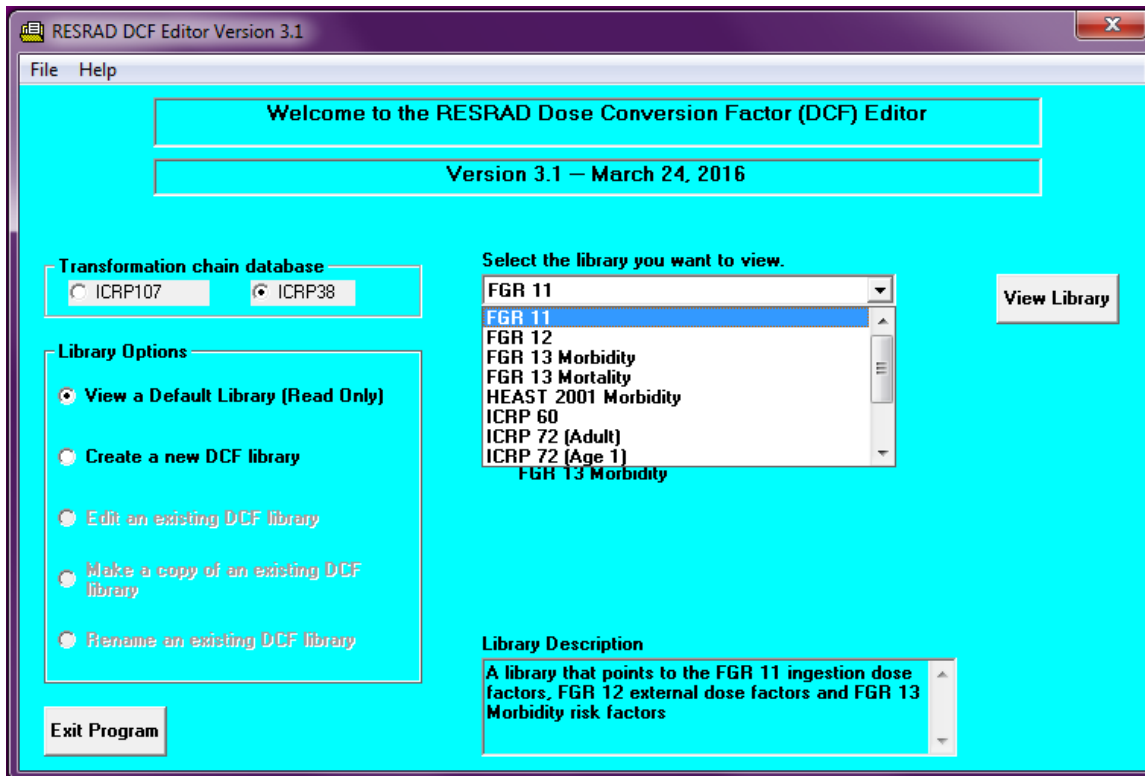 RESRAD DCF Editor Version 3.1
File Help
Welcome to the RESRAD Dose Conversion Factor (DCF) Editor
Version 3.1 — March 24, 2016
Transformation chain database
ICRP107 ICRP38
Library Options
View a Default Library (Read Only)
Create a new DCF library
Edit an existing DCF library
Make a copy of an existing DCF
library
Rename an existing DCF library
Exit Program
Select the library you want to view.
FGR 11
FGR 11
FGR 12
FGR 13 Morbidity
FGR 13 Mortality
HEAST 2001 Morbidity
ICRP 60
ICRP 72 (Adult)
ICRP 72 (Age 1)
FGR 13 Morbidity
View Library
Library Description
A library that points to the FGR 11 ingestion dose
factors, FGR 12 external dose factors and FGR 13
Morbidity risk factors